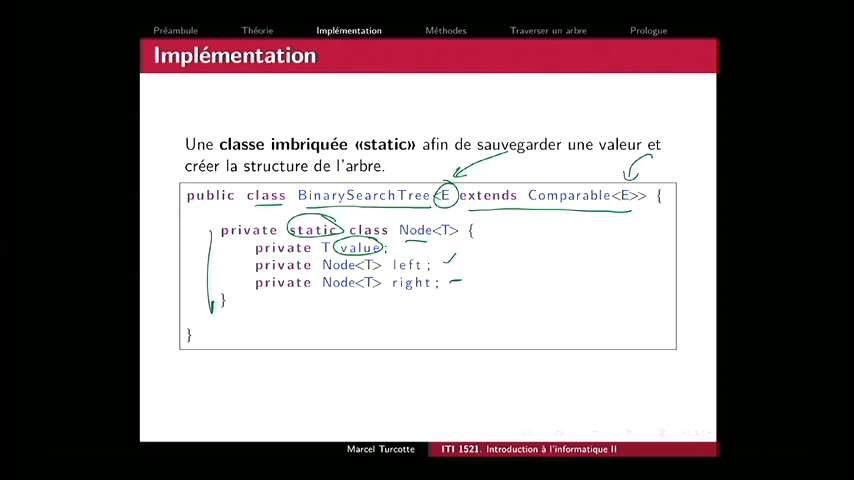 Préambule Théorie Implémentation Méthodes Traverser un arbre Prologue
Implémentation
Une classe imbriquée «static» afin de sauvegarder une valeur et
créer la structure de l'arbre.
public class BinarySearchTree<E extends Comparable<E>> {
private static class Node<T> {
private T value;
private Node<T> left;
private Node<T> right;
}
}
Marcel Turcotte ITI 1521. Introduction à l'informatique II